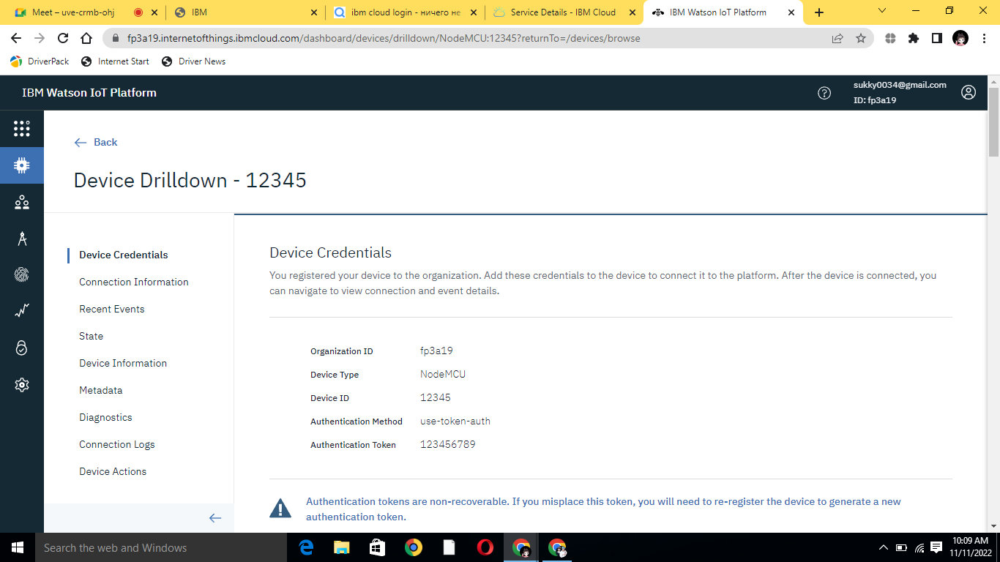 Meet – uve-crmb-ohj
IBM
ibm cloud login - ничего не
Service Details - IBM Cloud
IBM Watson IoT Platform
fp3a19.internetofthings.ibmcloud.com/dashboard/devices/drilldown/NodeMCU:12345?returnTo=/devices/browse
DriverPack
Internet Start
Driver News
IBM Watson IoT Platform
sukky0034@gmail.com
ID: fp3a19
Back
Device Drilldown - 12345
Device Credentials
Connection Information
Recent Events
State
Device Information
Metadata
Diagnostics
Connection Logs
Device Actions
Device Credentials
You registered your device to the organization. Add these credentials to the device to connect it to the platform. After the device is connected, you
can navigate to view connection and event details.
Organization ID fp3a19
Device Type NodeMCU
Device ID 12345
Authentication Method use-token-auth
Authentication Token 123456789
Authentication tokens are non-recoverable. If you misplace this token, you will need to re-register the device to generate a new
authentication token.
Search the web and Windows
10:09 AM
11/11/2022